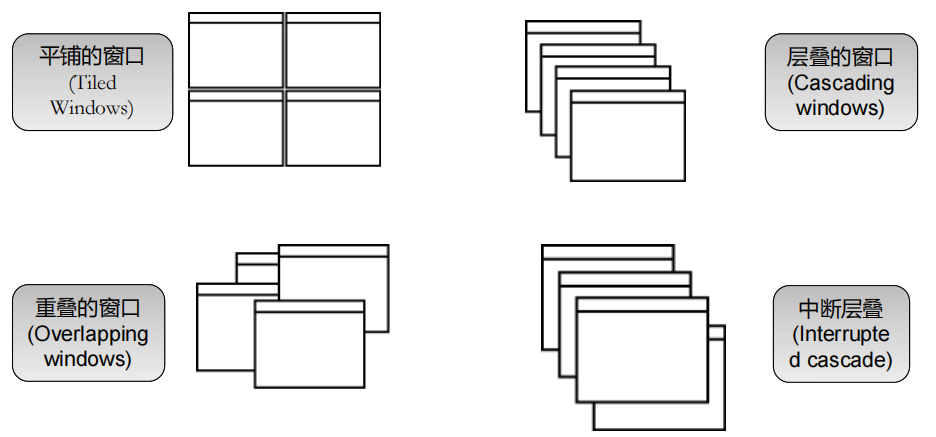 平铺的窗口
(Tiled
Windows)
层叠的窗口
(Cascading
windows)
重叠的窗口
(Overlapping
windows)
中断层叠
(Interrupte
d cascade)